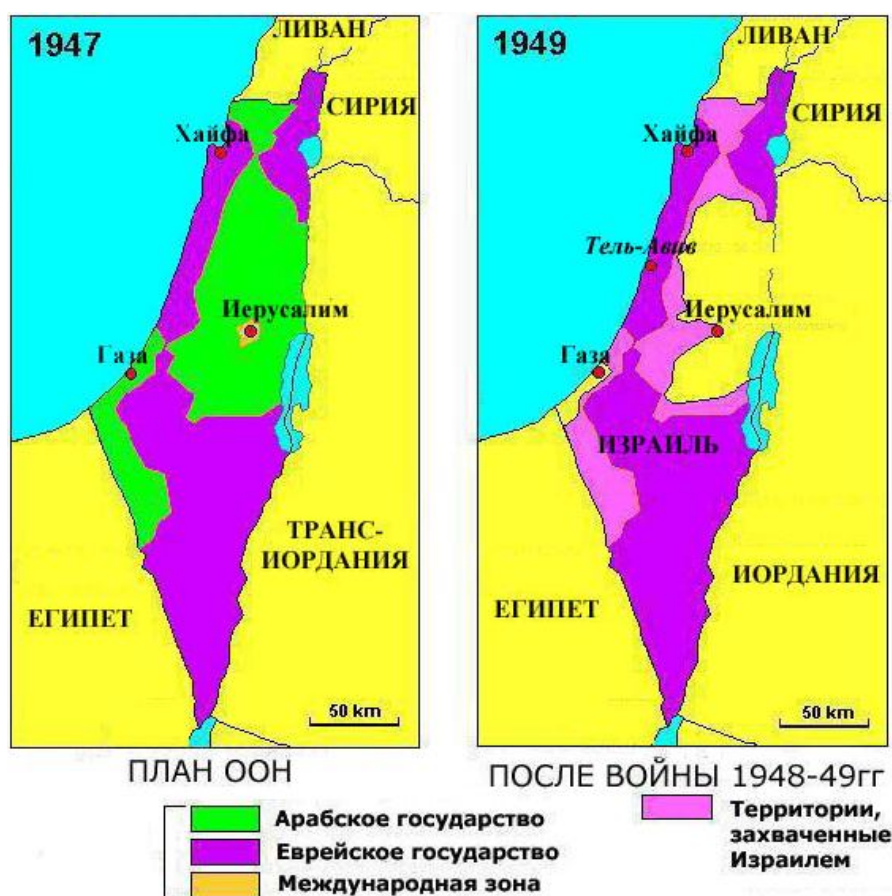 1947
ЛИВАН
СИРИЯ
Хайфа
Иерусалим
Газа
ТРАНС-
ИОРДАНИЯ
ЕГИПЕТ
50 km
ПЛАН ООН
1949
ЛИВАН
СИРИЯ
Хайфа
Тель-Авив
Иерусалим
Газа
ИЗРАИЛЬ
ИОРДАНИЯ
ЕГИПЕТ
50 km
ПОСЛЕ ВОЙНЫ 1948-49гг
Арабское государство
Еврейское государство
Международная зона
Территории,
захваченные
Израилем